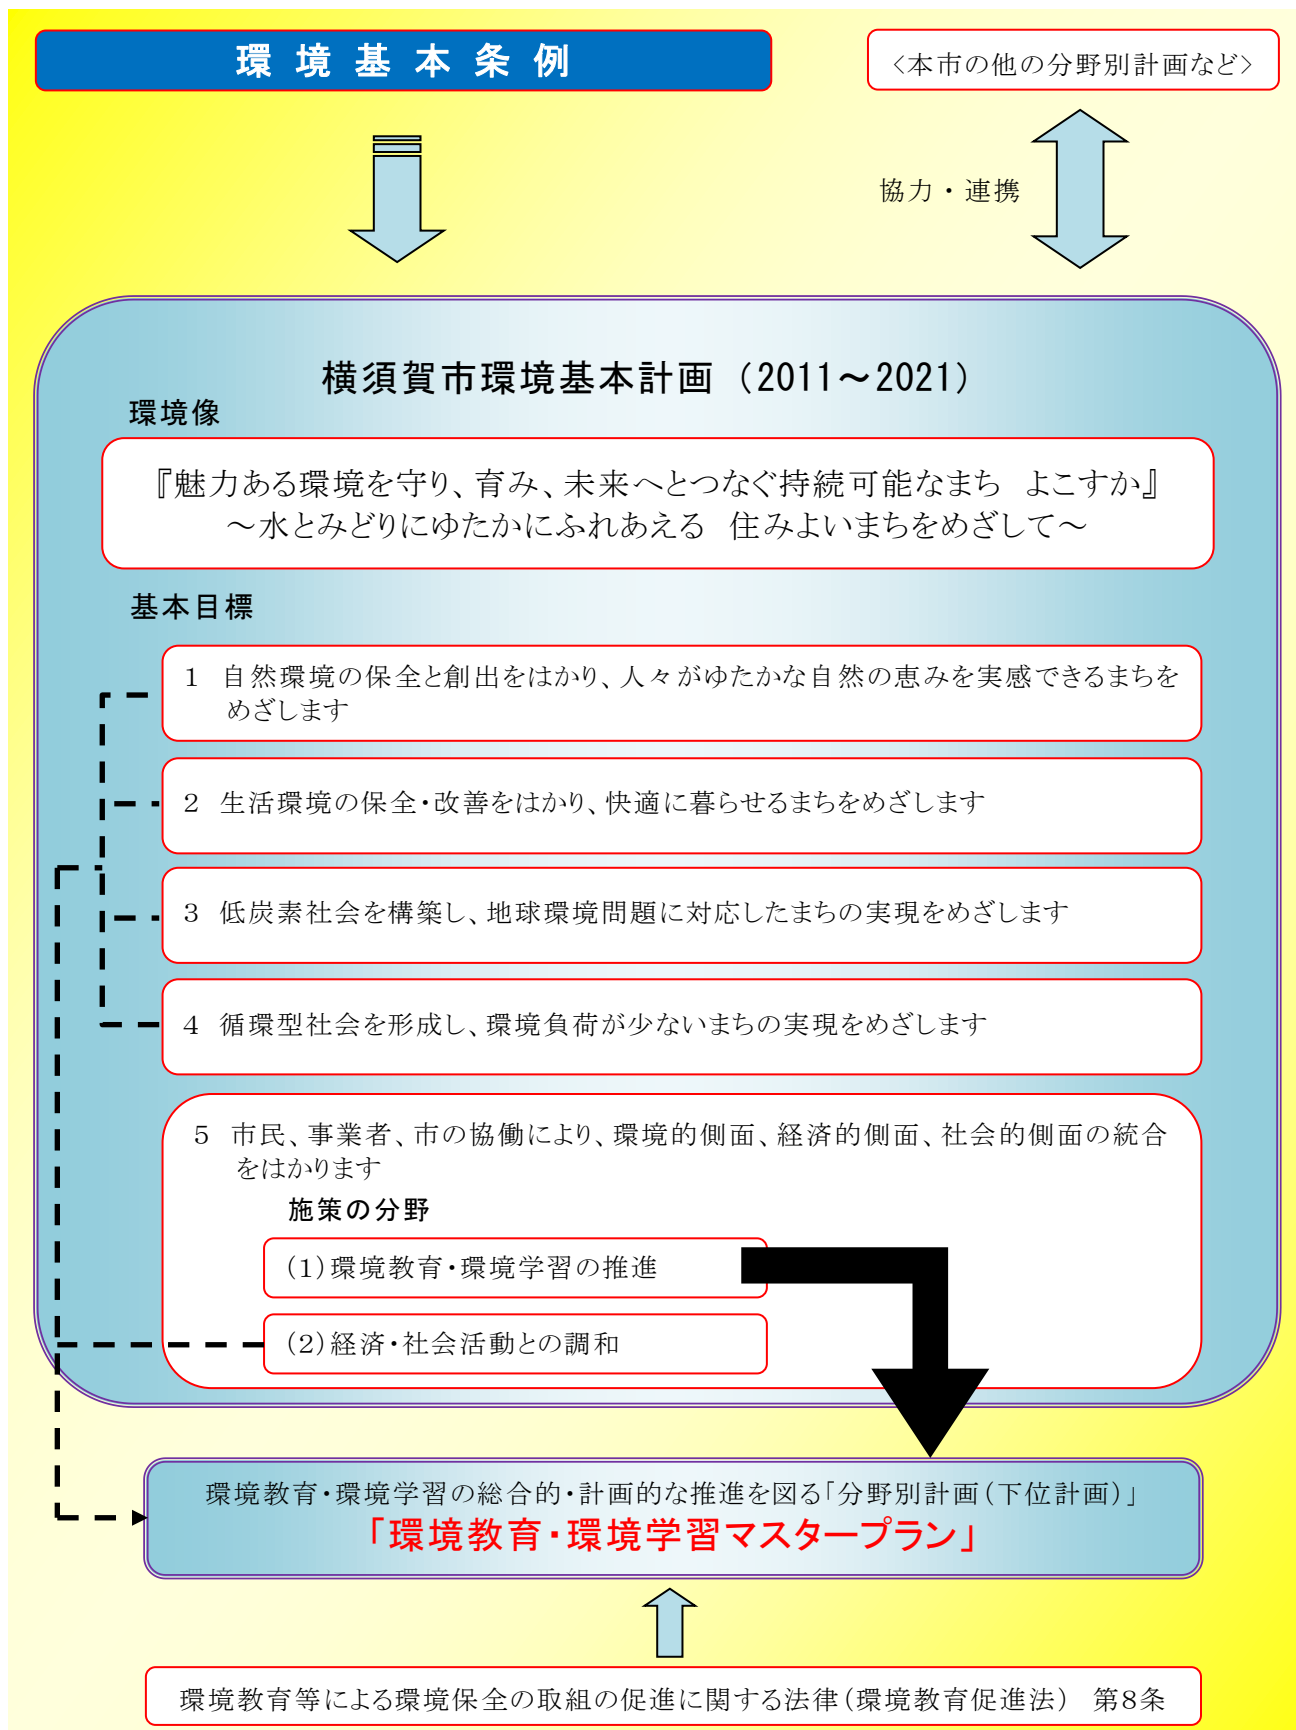 環境基本条例
<本市の他の分野別計画など>
協力・連携
横須賀市環境基本計画（2011～2021）
環境像
『魅力ある環境を守り、育み、未来へとつなぐ持続可能なまち　よこすか』
～水とみどりにゆたかにふれあえる　住みよいまちをめざして～
基本目標
１　自然環境の保全と創出をはかり、人々がゆたかな自然の恵みを実感できるまちを
めざします
２　生活環境の保全・改善をはかり、快適に暮らせるまちをめざします
３　低炭素社会を構築し、地球環境問題に対応したまちの実現をめざします
４　循環型社会を形成し、環境負荷が少ないまちの実現をめざします
５　市民、事業者、市の協働により、環境的側面、経済的側面、社会的側面の統合
をはかります
施策の分野
（１）環境教育・環境学習の推進
（２）経済・社会活動との調和
環境教育・環境学習の総合的・計画的な推進を図る「分野別計画（下位計画）」
「環境教育・環境学習マスタープラン」
環境教育等による環境保全の取組の促進に関する法律（環境教育促進法）　第８条